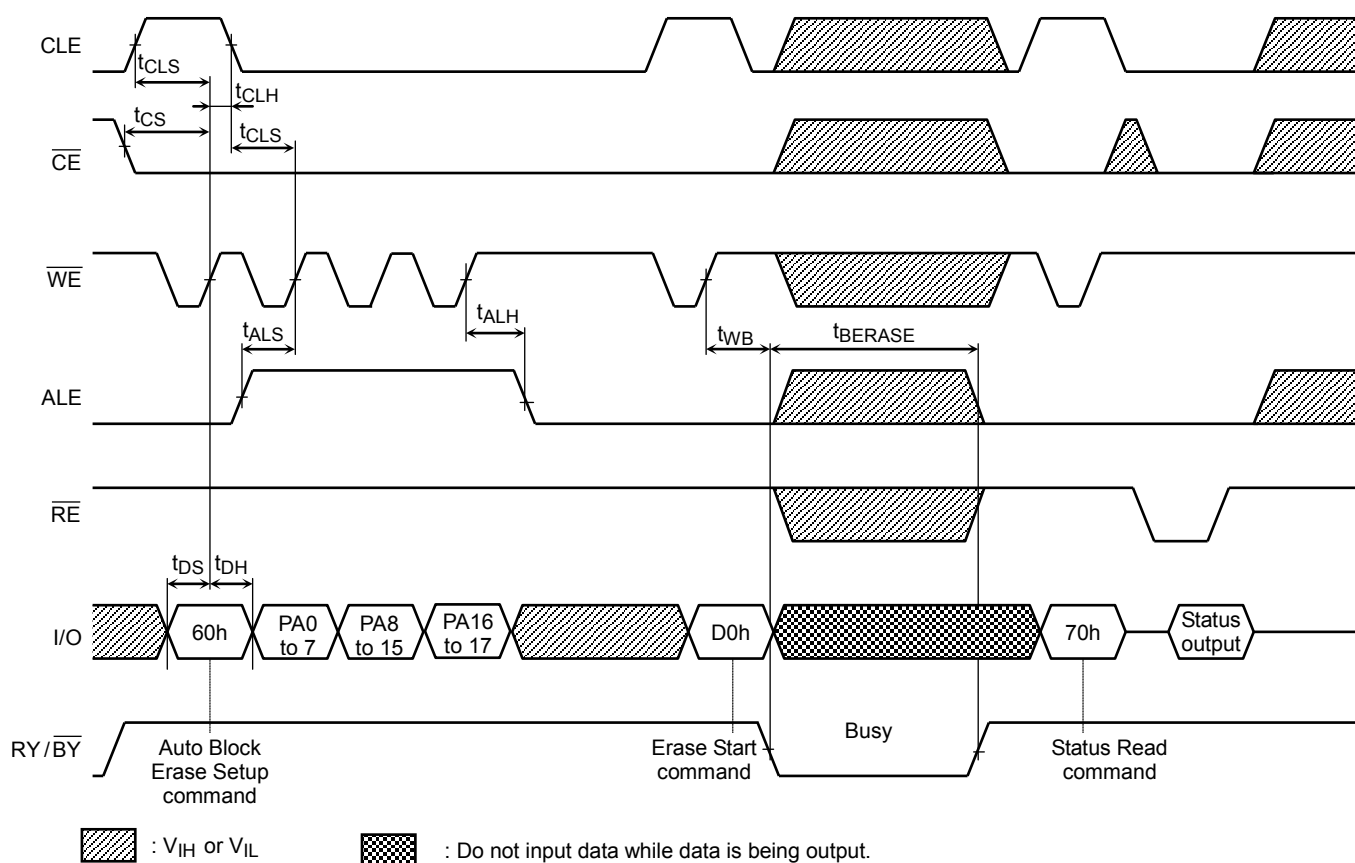 CLE
tCLS
tCLH
tCS
tCLS
CE
WE
tALS
tALH
tWB
tBERASE
ALE
RE
tDS
tDH
I/O
60h
PA0
to 7
PA8
to 15
PA16
to 17
D0h
70h
Status
output
RY/BY
Busy
Auto Block
Erase Setup
command
Erase Start
command
Status Read
command
: VIH or VIL
: Do not input data while data is being output.